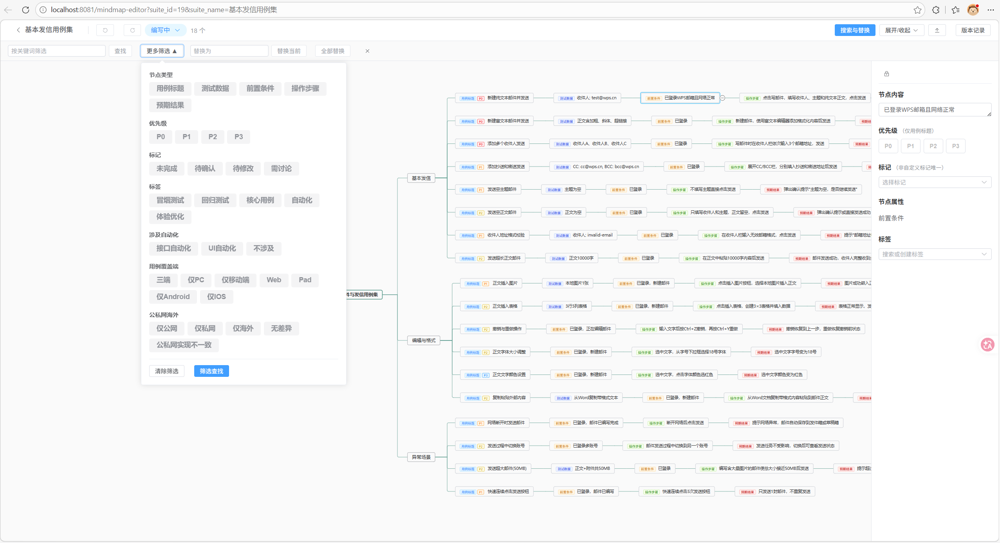 localhost:8081/mindmap-editor?suite_id=19&suite_name=基本发信用例集
基本发信用例集
编写中
18 个
搜索与替换
展开/收起
版本记录
按关键词筛选
查找
更多筛选 ▲
替换为
替换当前
全部替换
节点类型
用例标题 测试数据 前置条件 操作步骤
预期结果
优先级
P0 P1 P2 P3
标记
未完成 待确认 待修改 需讨论
标签
冒烟测试 回归测试 核心用例 自动化
体验优化
涉及自动化
接口自动化 UI自动化 不涉及
用例覆盖端
三端 仅PC 仅移动端 Web Pad
仅Android 仅IOS
公私网海外
仅公网 仅私网 仅海外 无差异
公私网实现不一致
清除筛选 筛选查找
件与发信用例集
基本发信
用例标题 P0 新建纯文本邮件并发送 测试数据 收件人: test@wps.cn 前置条件 已登录WPS邮箱且网络正常 操作步骤 点击写邮件，填写收件人、主题和纯文本正文，点击发送
用例标题 P0 新建富文本邮件并发送 测试数据 正文含加粗、斜体、超链接 前置条件 已登录 操作步骤 新建邮件，使用富文本编辑器添加格式化内容后发送 预期结
用例标题 P0 添加多个收件人发送 测试数据 收件人A、收件人B、收件人C 前置条件 已登录 操作步骤 写邮件时在收件人栏依次输入3个邮箱地址，发送 预期结果
用例标题 P1 添加抄送和密送发送 测试数据 CC: cc@wps.cn, BCC: bcc@wps.cn 前置条件 已登录 操作步骤 展开CC/BCC栏，分别填入抄送和密送地址后发送 预
用例标题 P1 发送空主题邮件 测试数据 主题为空 前置条件 已登录 操作步骤 不填写主题直接点击发送 预期结果 弹出确认提示"主题为空，是否继续发送"
用例标题 P2 发送空正文邮件 测试数据 正文为空 前置条件 已登录 操作步骤 只填写收件人和主题，正文留空，点击发送 预期结果 弹出确认提示或直接发送成功
用例标题 P1 收件人地址格式校验 测试数据 收件人: invalid-email 前置条件 已登录 操作步骤 在收件人栏输入无效邮箱格式，点击发送 预期结果 提示"邮箱地址
用例标题 P2 发送超长正文邮件 测试数据 正文10000字 前置条件 已登录 操作步骤 在正文中粘贴10000字内容后发送 预期结果 邮件发送成功，收件人完整收到
编辑与格式
用例标题 P1 正文插入图片 测试数据 本地图片1张 前置条件 已登录，新建邮件 操作步骤 点击插入图片按钮，选择本地图片插入正文 预期结果 图片成功嵌入正
用例标题 P2 正文插入表格 测试数据 3行3列表格 前置条件 已登录，新建邮件 操作步骤 点击插入表格，创建3×3表格并填入数据 预期结果 表格正常显示，发
用例标题 P2 撤销与重做操作 前置条件 已登录，正在编辑邮件 操作步骤 输入文字后按Ctrl+Z撤销，再按Ctrl+Y重做 预期结果 撤销恢复到上一步，重做恢复撤销前状态
用例标题 P2 正文字体大小调整 前置条件 已登录，新建邮件 操作步骤 选中文字，从字号下拉框选择18号字体 预期结果 选中文字字号变为18号
用例标题 P3 正文文字颜色设置 前置条件 已登录，新建邮件 操作步骤 选中文字，点击字体颜色选红色 预期结果 选中文字颜色变为红色
用例标题 P2 复制粘贴外部内容 测试数据 从Word复制带格式文本 前置条件 已登录，新建邮件 操作步骤 从Word文档复制带格式内容粘贴到邮件正文 预期结果
异常场景
用例标题 P1 网络断开时发送邮件 前置条件 已登录，邮件已编写完成 操作步骤 断开网络后点击发送 预期结果 提示网络异常，邮件自动保存到发件箱或草稿箱
用例标题 P2 发送过程中切换账号 前置条件 已登录多账号 操作步骤 邮件发送过程中切换到另一个账号 预期结果 发送任务不受影响，切换后可查看发送状态
用例标题 P2 发送超大邮件(50MB) 测试数据 正文+附件共50MB 前置条件 已登录 操作步骤 编写含大量图片的邮件使总大小接近50MB后发送 预期结果 提示超过
用例标题 P1 快速连续点击发送按钮 前置条件 已登录，邮件已编写 操作步骤 快速连续点击3次发送按钮 预期结果 只发送1封邮件，不重复发送
节点内容
已登录WPS邮箱且网络正常
优先级 （仅用例标题）
P0 P1 P2 P3
标记 （非自定义标记唯一）
选择标记
节点属性
前置条件
标签
搜索或创建标签